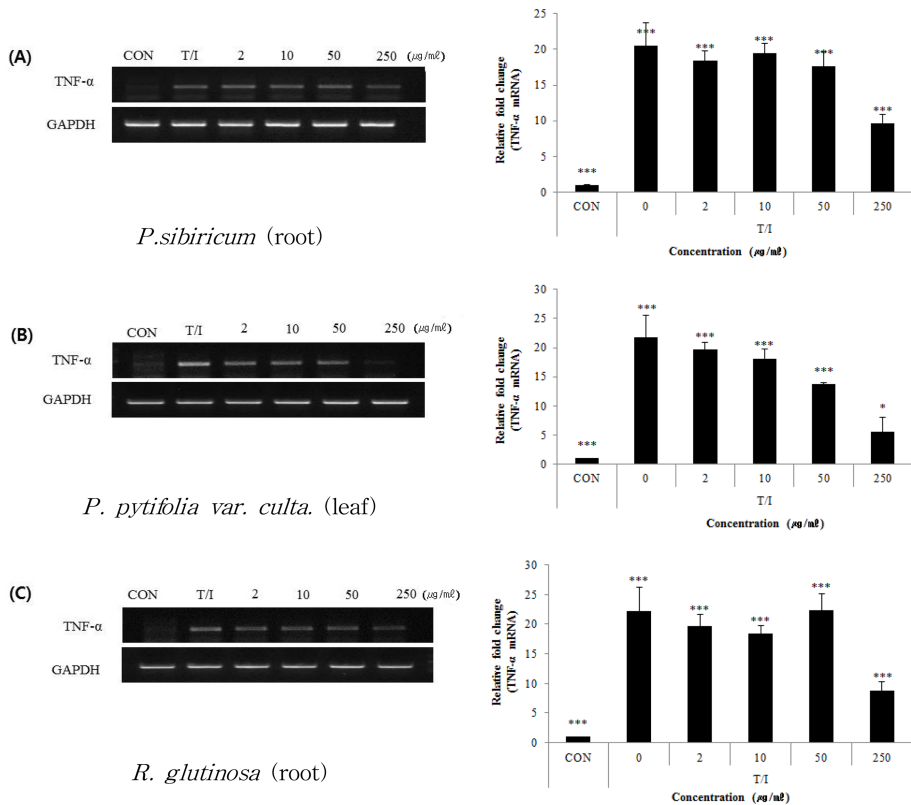 (A)
CON T/I 2 10 50 250 (㎍/㎖)
TNF-α
GAPDH
P.sibiricum (root)
Relative fold change
(TNF-α mRNA)
25
20
15
10
5
0
*** *** *** *** *** ***
CON 0 2 10 50 250
T/I
Concentration (㎍/㎖)
(B)
CON T/I 2 10 50 250 (㎍/㎖)
TNF-α
GAPDH
P. pytifolia var. culta. (leaf)
Relative fold change
(TNF-α mRNA)
30
25
20
15
10
5
0
*** *** *** *** *** *
CON 0 2 10 50 250
T/I
Concentration (㎍/㎖)
(C)
CON T/I 2 10 50 250 (㎍/㎖)
TNF-α
GAPDH
R. glutinosa (root)
Relative fold change
(TNF-α mRNA)
30
25
20
15
10
5
0
*** *** *** *** *** ***
CON 0 2 10 50 250
T/I
Concentration (㎍/㎖)